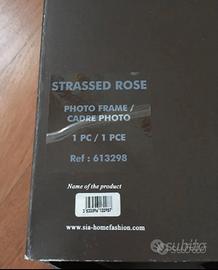 STRASSED ROSE
PHOTO FRAME /
CADRE PHOTO
1 PC / 1 PCE
Ref : 613298
Name of the product
www.sia-homefashion.com
subito
subito